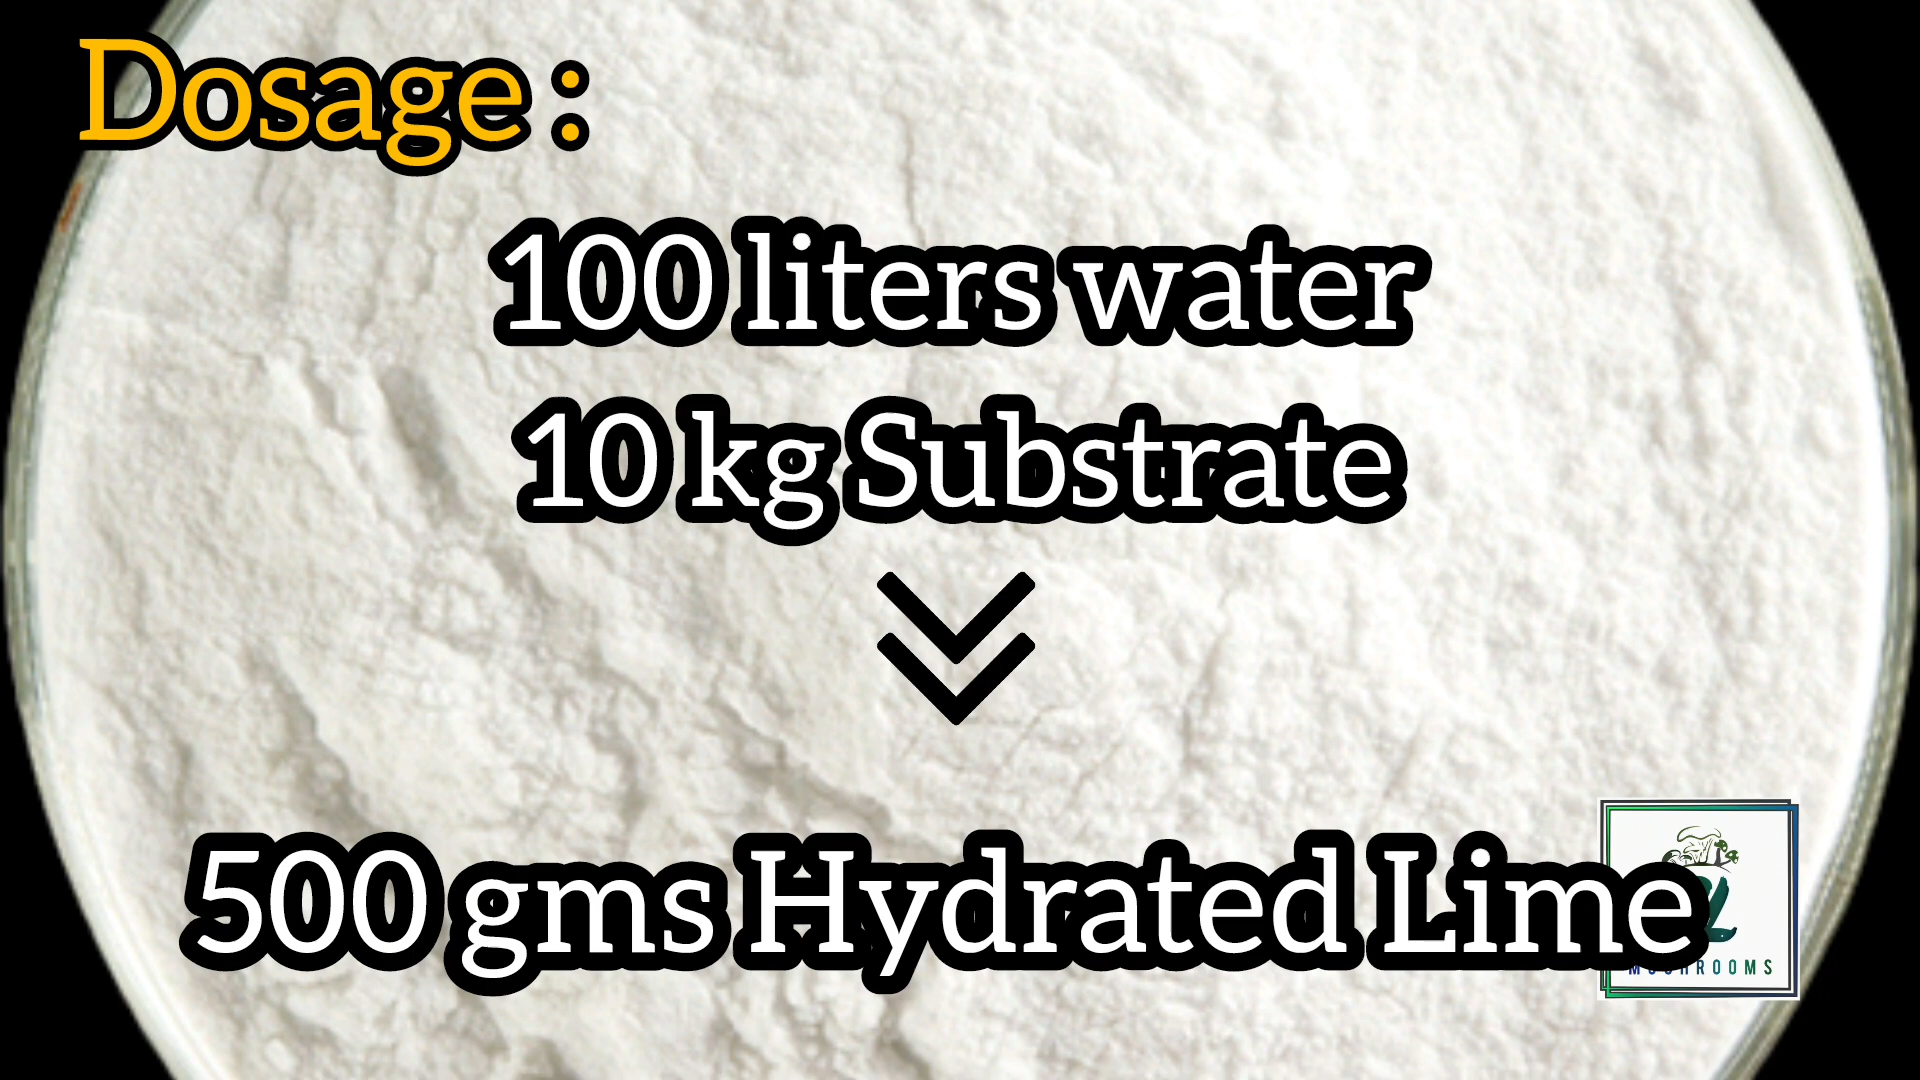 Dosage :
100 liters water
10 kg Substrate
500 gms Hydrated Lime
MUSHROOMS